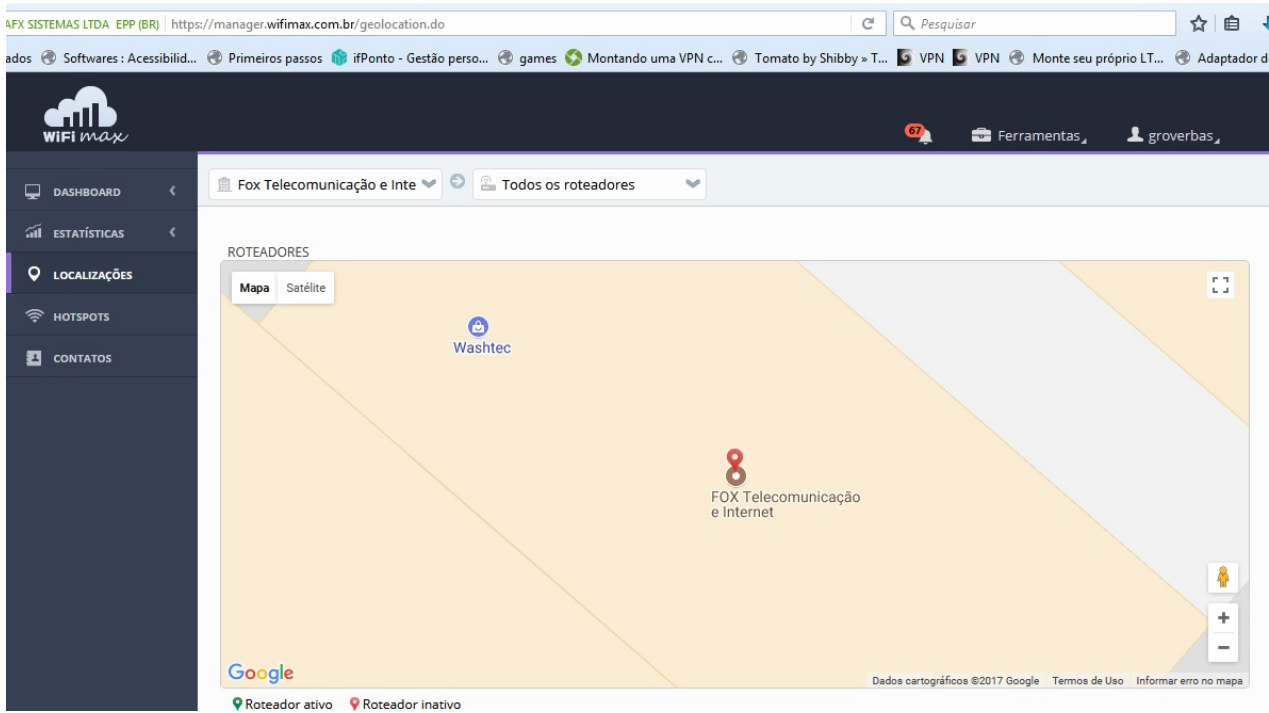 AFX SISTEMAS LTDA EPP (BR) https://manager.wifimax.com.br/geolocation.do Pesquisar
ados Softwares : Acessibilid... Primeiros passos ifPonto - Gestão perso... games Montando uma VPN c... Tomato by Shibby » T... VPN VPN Monte seu próprio LT... Adaptador d
WiFi max
67 Ferramentas groverbas
DASHBOARD
ESTATÍSTICAS
LOCALIZAÇÕES
HOTSPOTS
CONTATOS
Fox Telecomunicação e Inte Todos os roteadores
ROTEADORES
Mapa Satélite
Washtec
FOX Telecomunicação
e Internet
Google
Dados cartográficos ©2017 Google Termos de Uso Informar erro no mapa
Roteador ativo Roteador inativo